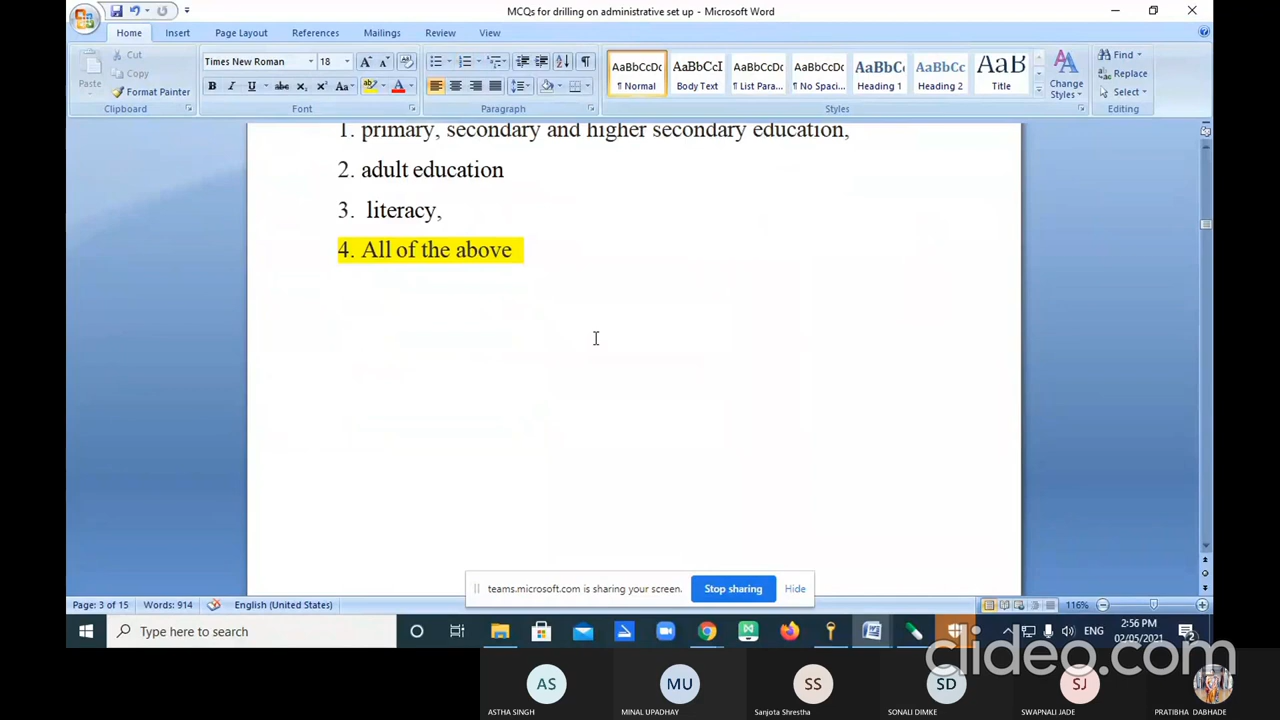 MCQs for drilling on administrative set up - Microsoft Word
Home Insert Page Layout References Mailings Review View
Paste
Cut
Copy
Format Painter
Clipboard
Times New Roman 18
Font
Paragraph
AaBbCcDc AaBbCcI AaBbCcDc AaBbCcDc AaBbC AaBbCc AaB
¶ Normal Body Text ¶ List Para... ¶ No Spaci... Heading 1 Heading 2 Title
Change Styles
Styles
Find
Replace
Select
Editing
1. primary, secondary and higher secondary education,
2. adult education
3. literacy,
4. All of the above
teams.microsoft.com is sharing your screen. Stop sharing Hide
Page: 3 of 15 Words: 914 English (United States) 116%
Type here to search
ENG
2:56 PM
02/05/2021
clideo.com
AS MU SS SD SJ
ASTHA SINGH MINAL UPADHAY Sanjota Shrestha SONALI DIMKE SWAPNALI JADE PRATIBHA DABHADE